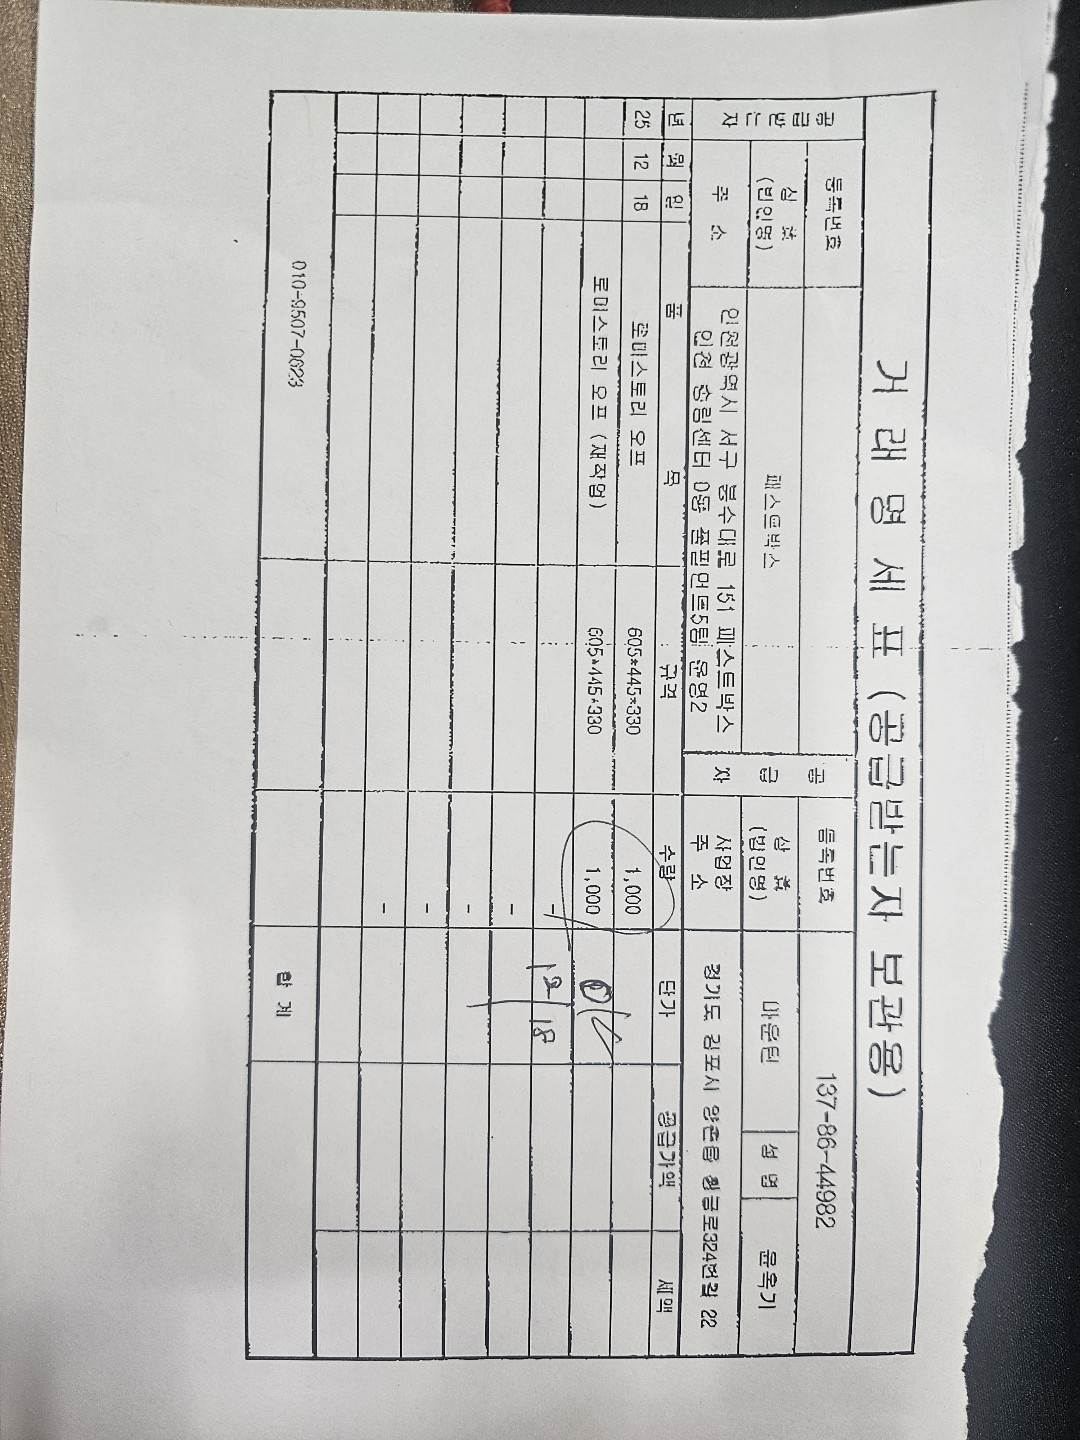 거 래 명 세 표 ( 공급받는자 보관용 )
공급받는자
등록번호
공급자
등록번호 137-86-44982
상 호 (법인명) 패스트박스
상 호 (법인명) 마운틴 성 명 윤옥기
주 소 인천광역시 서구 봉수대로 151 패스트박스
인천 송림센터 D동 풀필먼트5팀 운영2
사업장 주 소 경기도 김포시 양촌읍 황금로324번길 22
년 월 일 품 목 규격 수량 단가 공급가액 세액
25 12 18 로미스토리 오프 605*445*330 1,000
로미스토리 오프 (재작업) 605*445*330 1,000
-
-
-
-
-
12/18
010-9507-0623 합 계